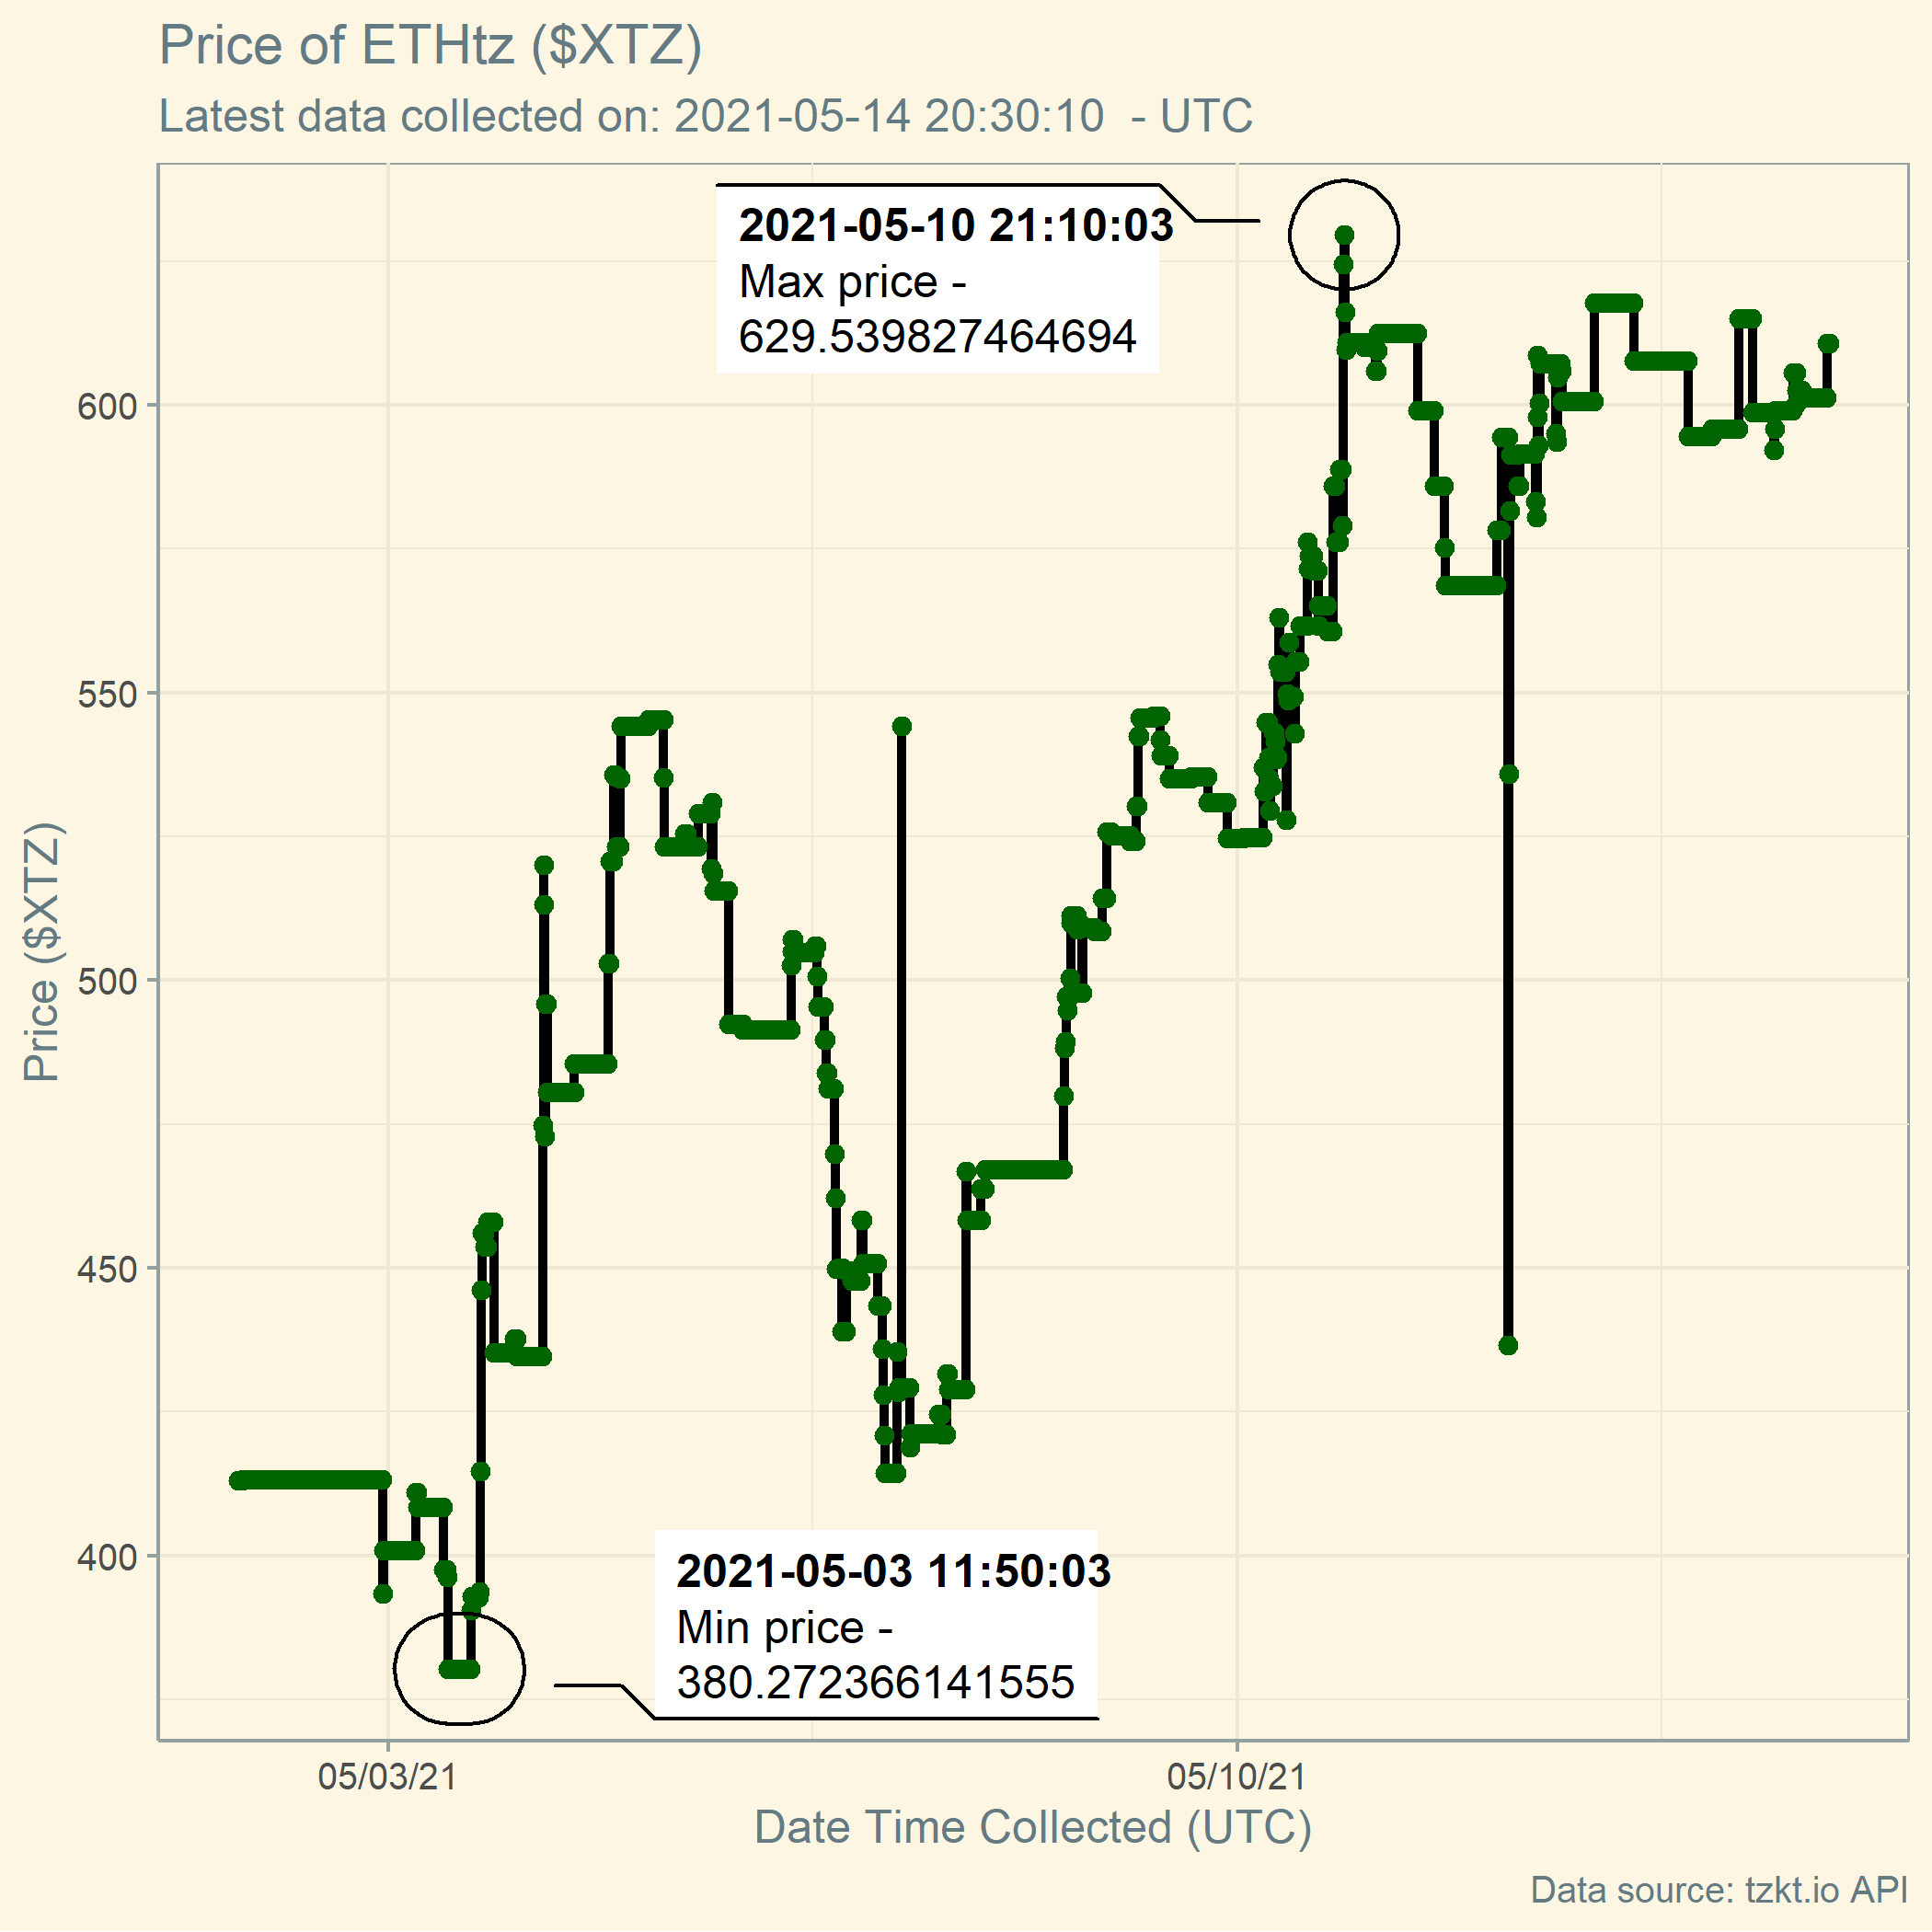 Price of ETHtz ($XTZ)
Latest data collected on: 2021-05-14 20:30:10  - UTC
2021-05-10 21:10:03
Max price -
629.539827464694
600
550
500
450
400
Price ($XTZ)
2021-05-03 11:50:03
Min price -
380.272366141555
05/03/21
05/10/21
Date Time Collected (UTC)
Data source: tzkt.io API